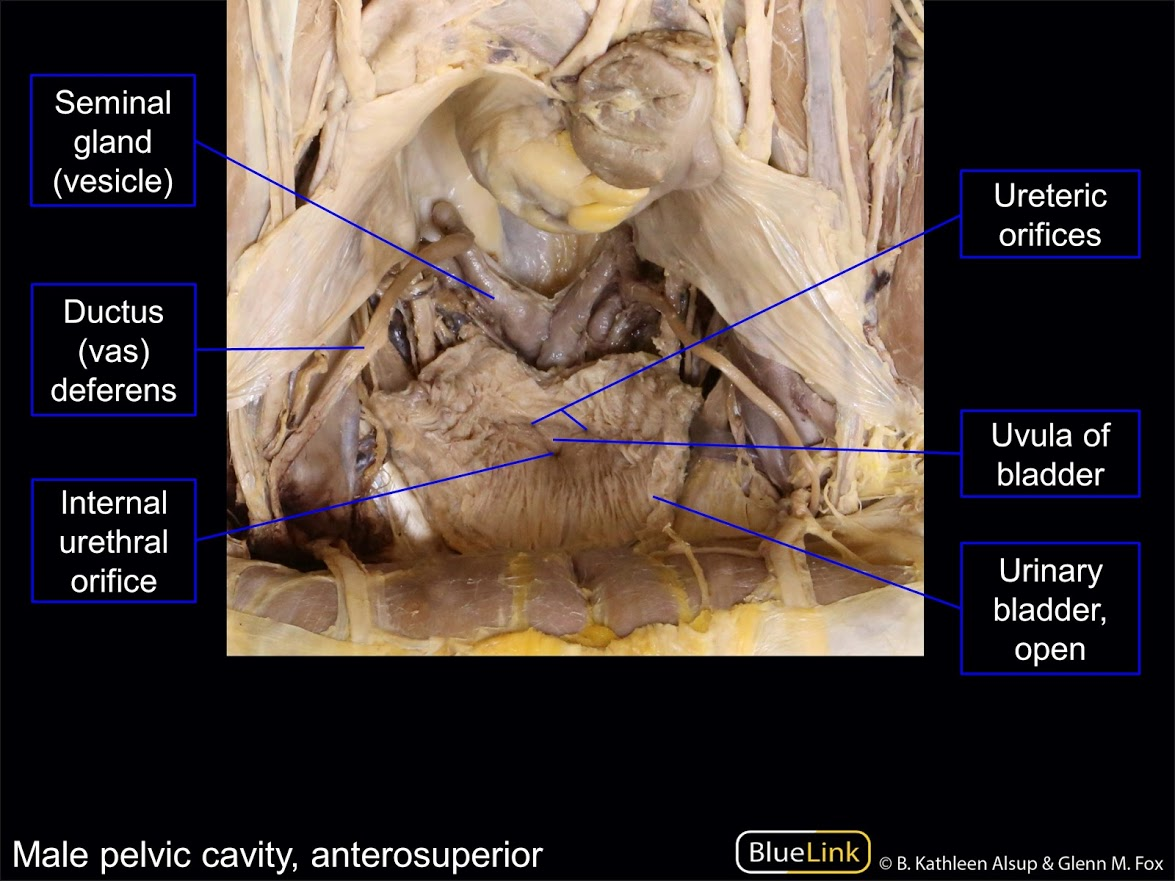 Seminal
gland
(vesicle)
Ductus
(vas)
deferens
Internal
urethral
orifice
Ureteric
orifices
Uvula of
bladder
Urinary
bladder,
open
Male pelvic cavity, anterosuperior
BlueLink
© B. Kathleen Alsup & Glenn M. Fox